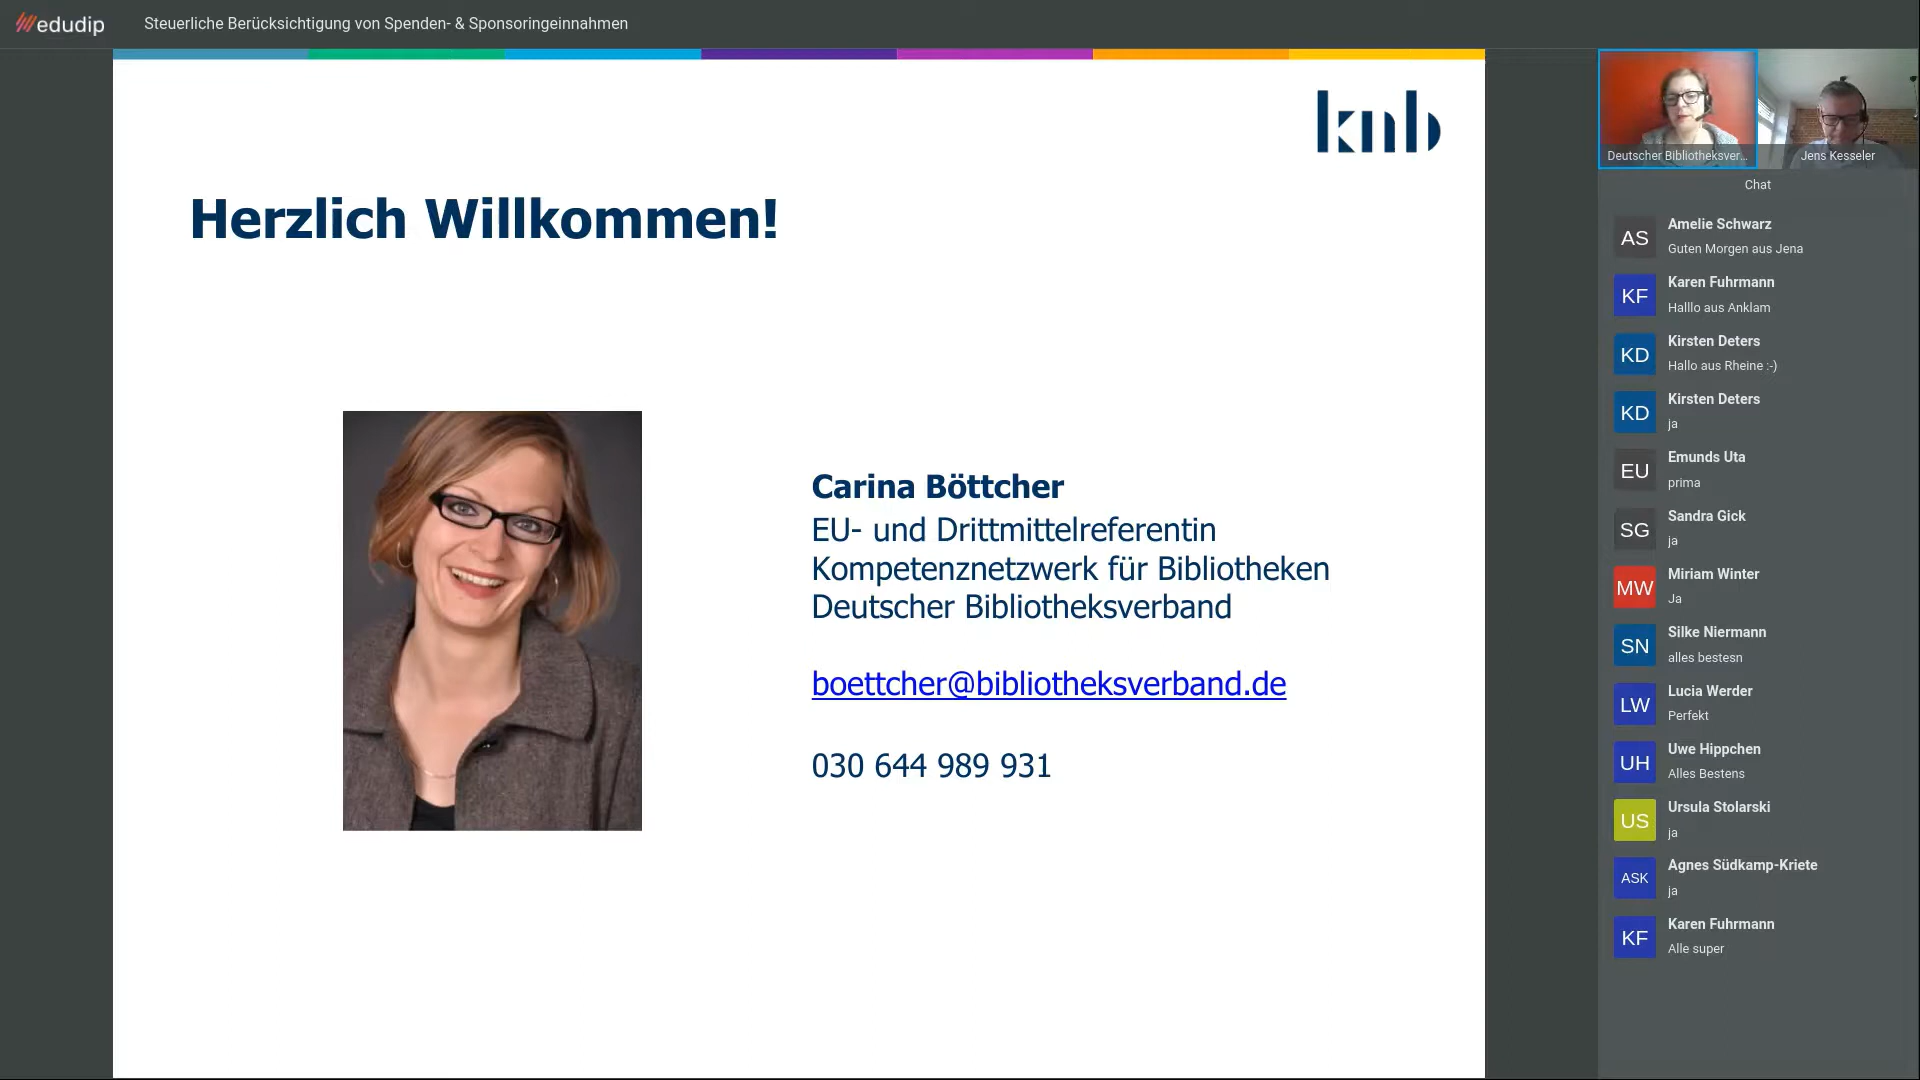 edudip
Steuerliche Berücksichtigung von Spenden- & Sponsoringeinnahmen
knb
Herzlich Willkommen!
Carina Böttcher
EU- und Drittmittelreferentin
Kompetenznetzwerk für Bibliotheken
Deutscher Bibliotheksverband
boettcher@bibliotheksverband.de
030 644 989 931
Deutscher Bibliotheksver...
Jens Kesseler
Chat
AS
Amelie Schwarz
Guten Morgen aus Jena
KF
Karen Fuhrmann
Halllo aus Anklam
KD
Kirsten Deters
Hallo aus Rheine :-)
KD
Kirsten Deters
ja
EU
Emunds Uta
prima
SG
Sandra Gick
ja
MW
Miriam Winter
Ja
SN
Silke Niermann
alles bestesn
LW
Lucia Werder
Perfekt
UH
Uwe Hippchen
Alles Bestens
US
Ursula Stolarski
ja
ASK
Agnes Südkamp-Kriete
ja
KF
Karen Fuhrmann
Alle super